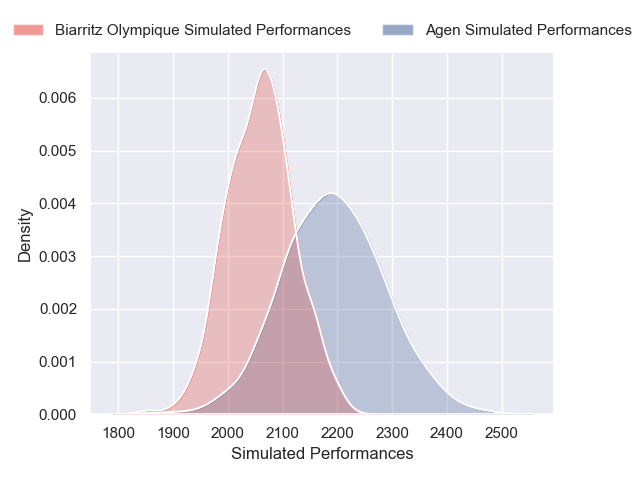 Biarritz Olympique Simulated Performances Agen Simulated Performances
0.006
0.005
0.004
Density
0.003
0.002
0.001
0.000
1800 1900 2000 2100 2200 2300 2400 2500
Simulated Performances